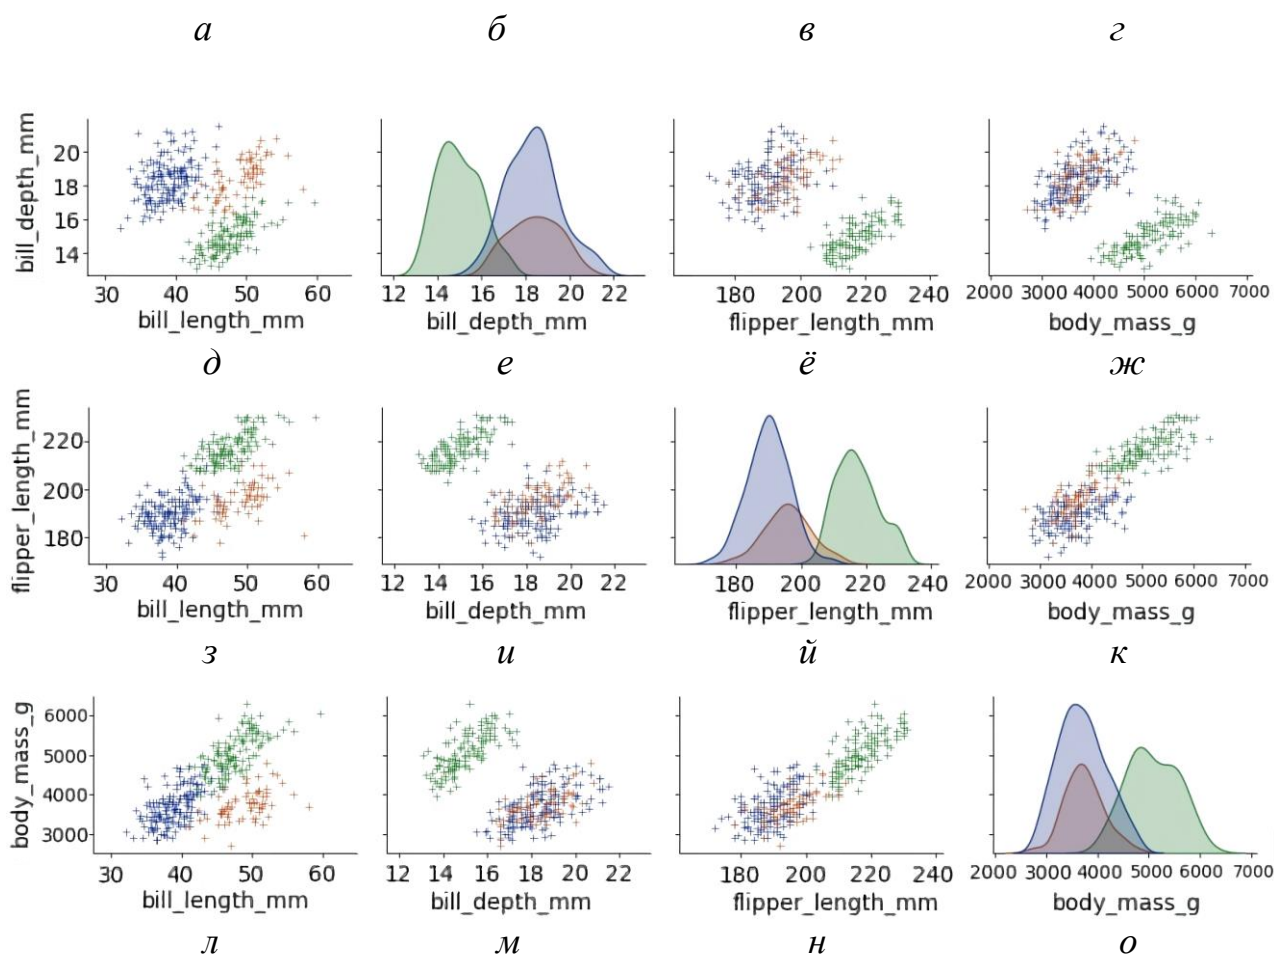 а б в г
bill_depth_mm
20
18
16
14
30 40 50 60
bill_length_mm
12 14 16 18 20 22
bill_depth_mm
180 200 220 240
flipper_length_mm
2000 3000 4000 5000 6000 7000
body_mass_g
д е ё ж
flipper_length_mm
220
200
180
30 40 50 60
bill_length_mm
12 14 16 18 20 22
bill_depth_mm
180 200 220 240
flipper_length_mm
2000 3000 4000 5000 6000 7000
body_mass_g
з и й к
body_mass_g
6000
5000
4000
3000
30 40 50 60
bill_length_mm
12 14 16 18 20 22
bill_depth_mm
180 200 220 240
flipper_length_mm
2000 3000 4000 5000 6000 7000
body_mass_g
л м н о